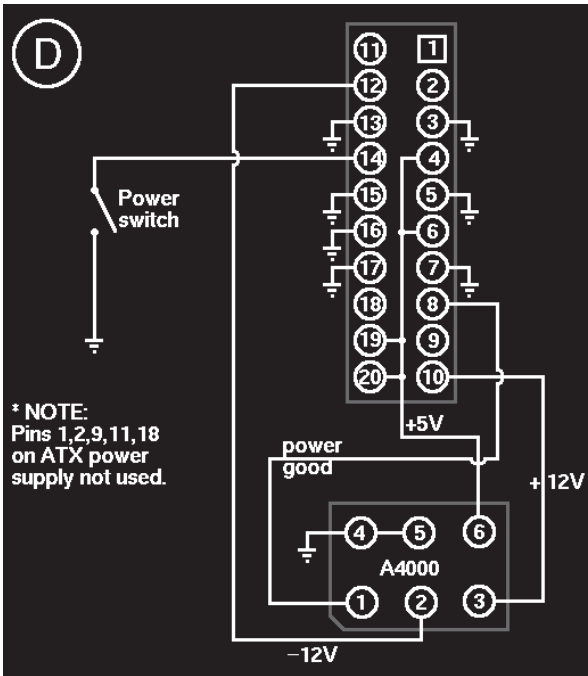 D
11 1
12 2
13 3
14 4
15 5
16 6
17 7
18 8
19 9
20 10
Power
switch
* NOTE:
Pins 1,2,9,11,18
on ATX power
supply not used.
+5V
power
good
+ 12V
4 5 6
A4000
1 2 3
−12V